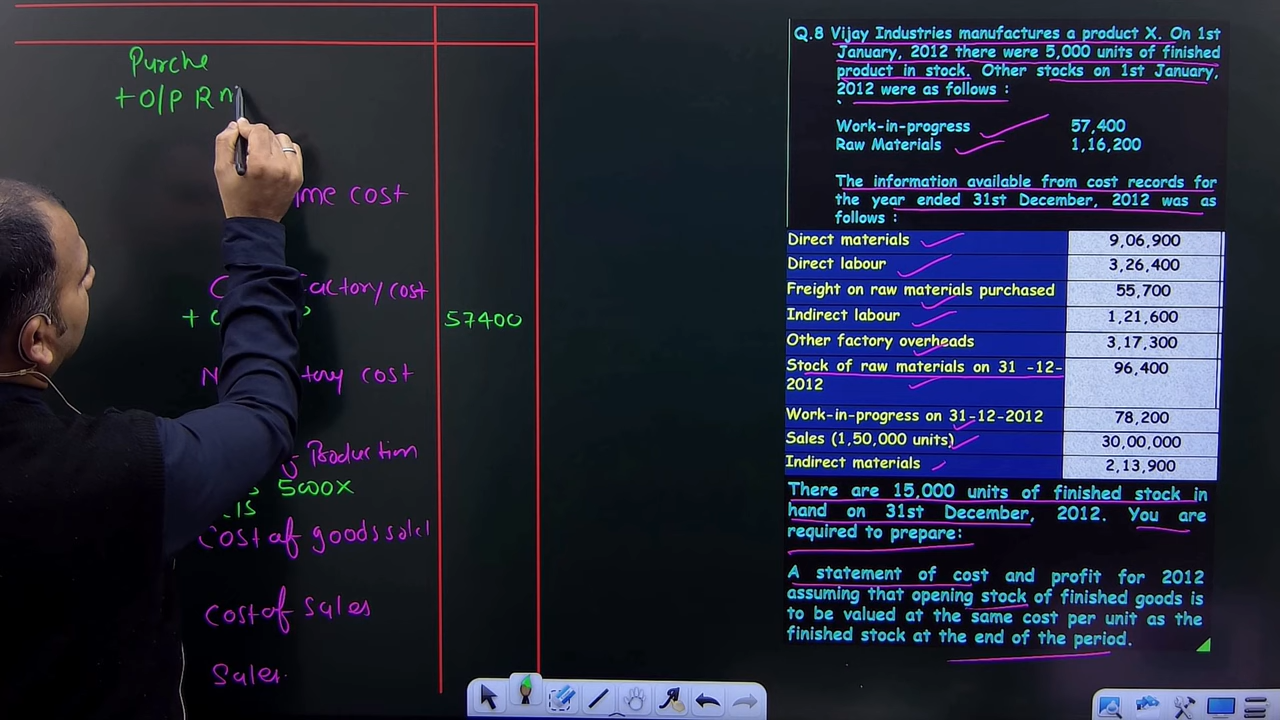 Purche
+ O/P R m
me cost
actory cost
+
57400
tory cost
Production
5000 X
Cost of goods sold
Cost of Sales
Sales.
Q.8 Vijay Industries manufactures a product X. On 1st
January, 2012 there were 5,000 units of finished
product in stock. Other stocks on 1st January,
2012 were as follows :
Work-in-progress 57,400
Raw Materials 1,16,200
The information available from cost records for
the year ended 31st December, 2012 was as
follows :
Direct materials 9,06,900
Direct labour 3,26,400
Freight on raw materials purchased 55,700
Indirect labour 1,21,600
Other factory overheads 3,17,300
Stock of raw materials on 31 -12-
2012 96,400
Work-in-progress on 31-12-2012 78,200
Sales (1,50,000 units) 30,00,000
Indirect materials 2,13,900
There are 15,000 units of finished stock in
hand on 31st December, 2012. You are
required to prepare:
A statement of cost and profit for 2012
assuming that opening stock of finished goods is
to be valued at the same cost per unit as the
finished stock at the end of the period.